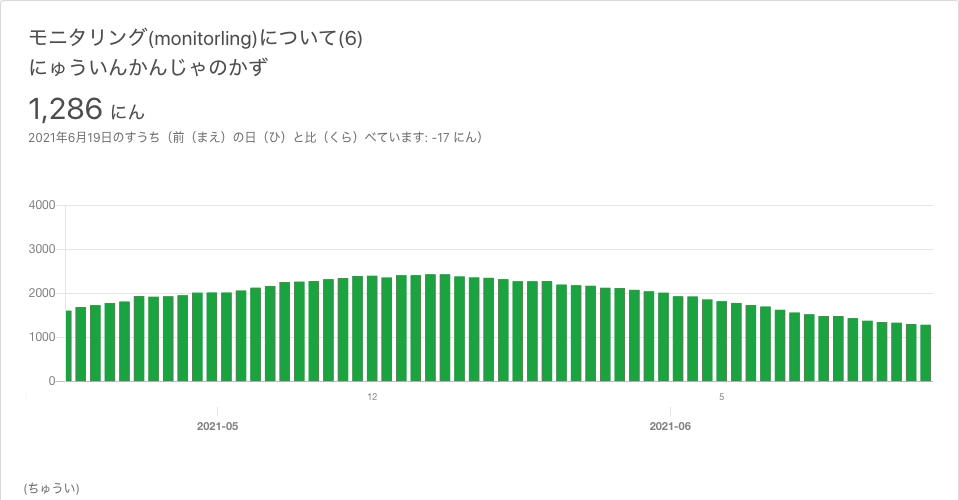 モニタリング(monitorling)について(6)
にゅういんかんじゃのかず
1,286 にん
2021年6月19日のすうち（前（まえ）の日（ひ）と比（くら）べています: -17 にん）
4000
3000
2000
1000
0
12
5
2021-05
2021-06
(ちゅうい)